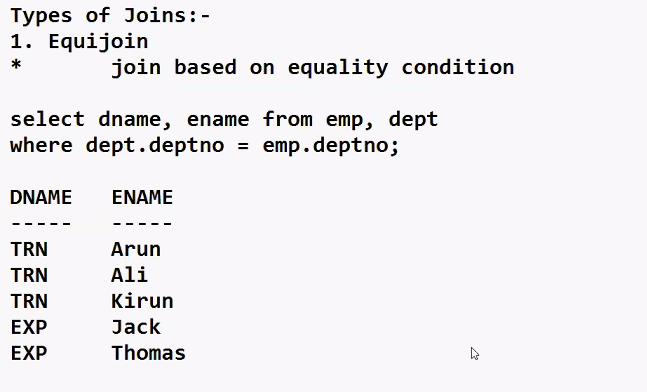 Types of Joins:-
1. Equijoin
* join based on equality condition
select dname, ename from emp, dept
where dept.deptno = emp.deptno;
DNAME ENAME
----- -----
TRN Arun
TRN Ali
TRN Kirun
EXP Jack
EXP Thomas